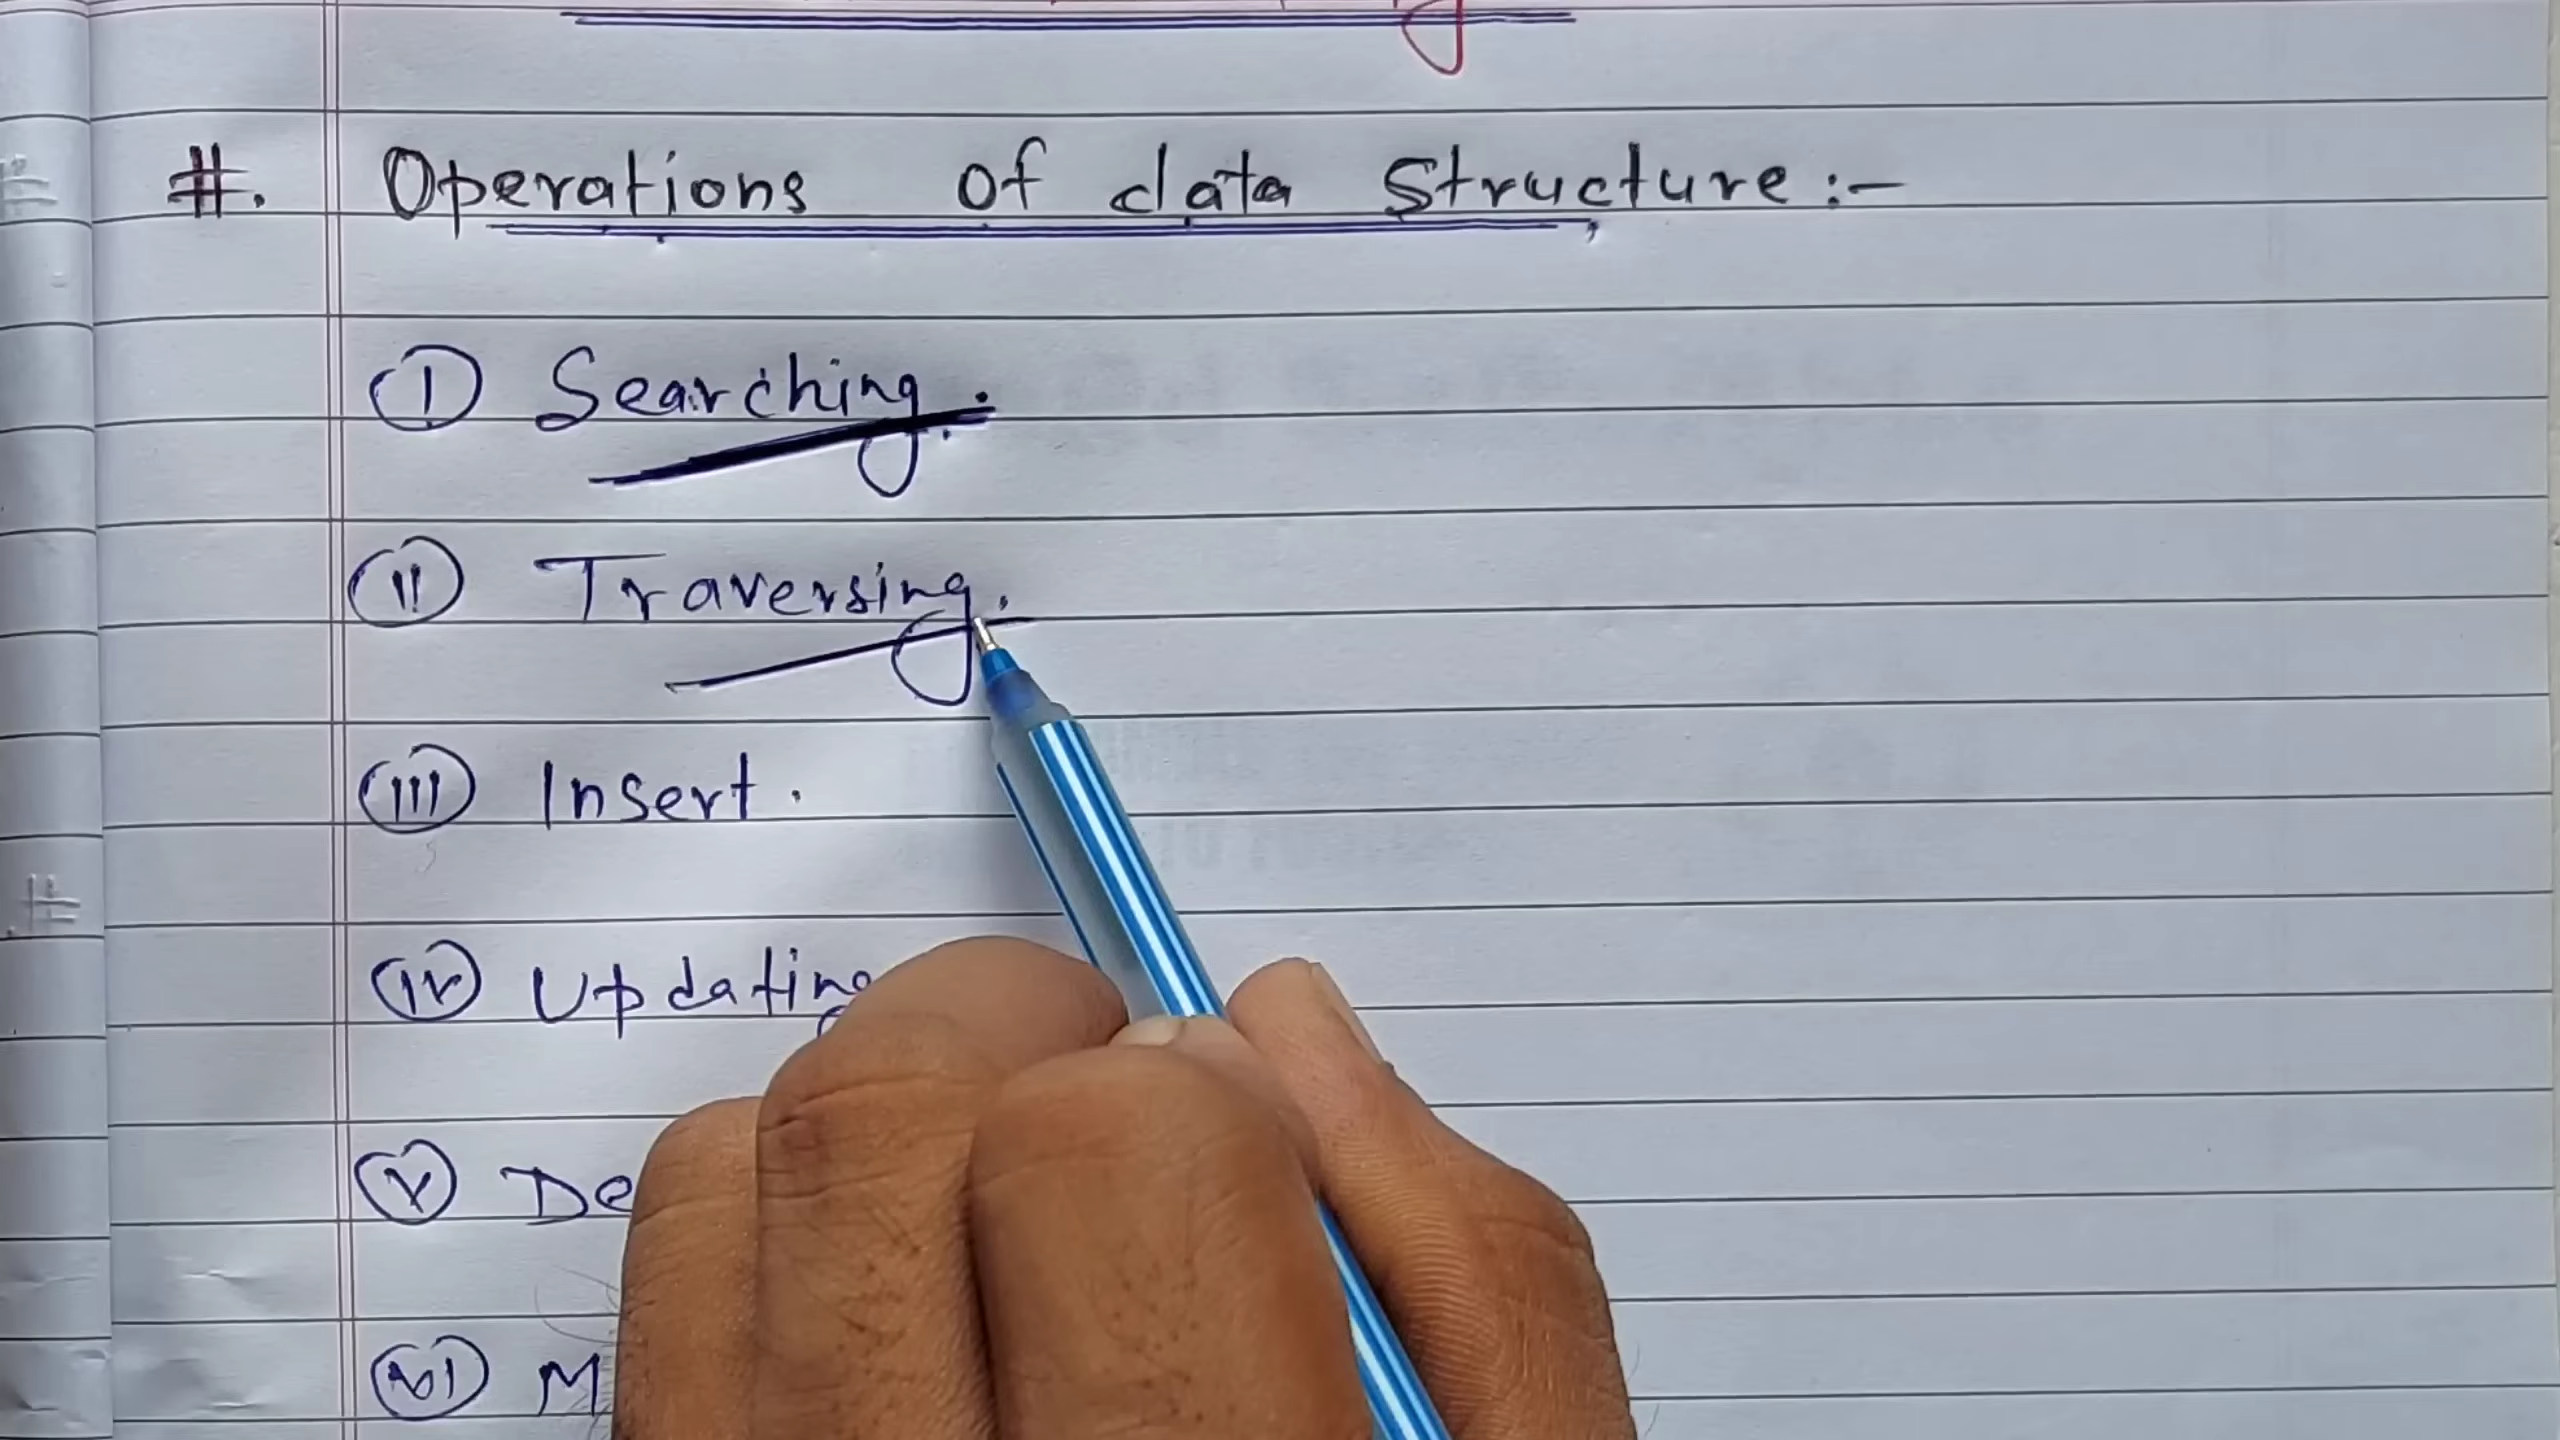 #. Operations of data structure:-
(I) Searching.
(II) Traversing.
(III) Insert.
(IV) Updating
(V) De
(VI) M